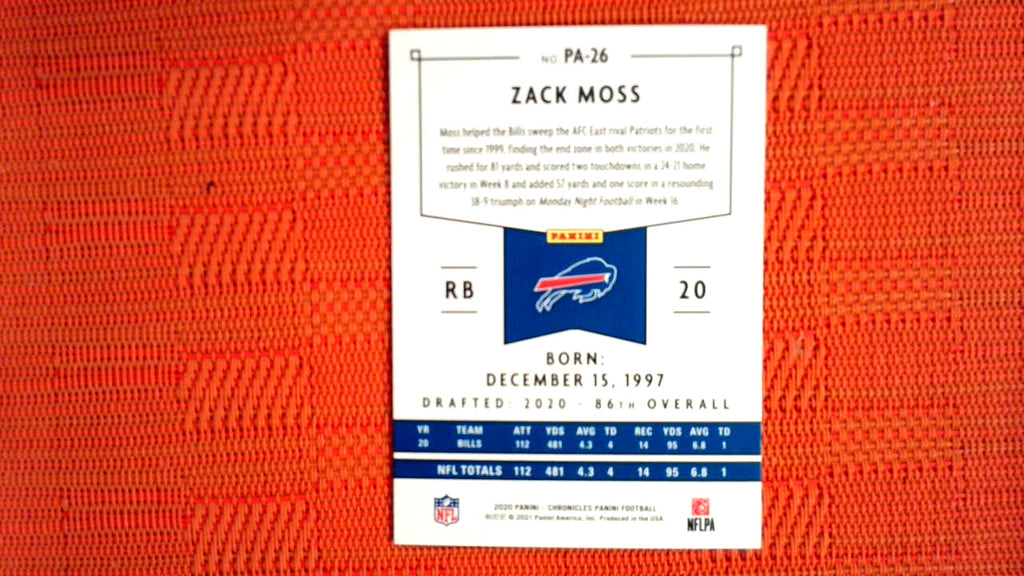 NO PA-26
ZACK MOSS
Moss helped the Bills sweep the AFC East rival Patriots for the first
time since 1999, finding the end zone in both victories in 2020. He
rushed for 81 yards and scored two touchdowns in a 24-21 home
victory in Week 8 and added 57 yards and one score in a resounding
38-9 triumph on Monday Night Football in Week 16.
PANINI
RB
20
BORN:
DECEMBER 15, 1997
DRAFTED: 2020 - 86TH OVERALL
YR TEAM ATT YDS AVG TD REC YDS AVG TD
20 BILLS 112 481 4.3 4 14 95 6.8 1
NFL TOTALS 112 481 4.3 4 14 95 6.8 1
NFL
2020 PANINI - CHRONICLES PANINI FOOTBALL
© 2021 Panini America, Inc. Produced in the USA
NFLPA